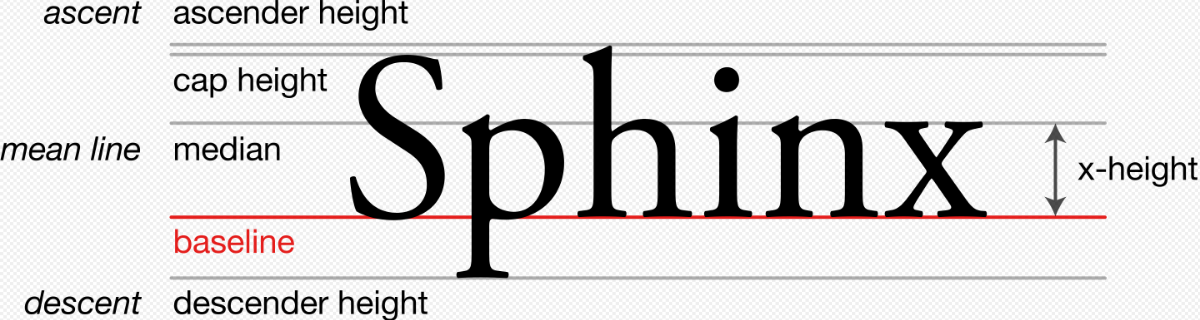 ascent ascender height
cap height
Sphinx
mean line median
x-height
baseline
descent descender height